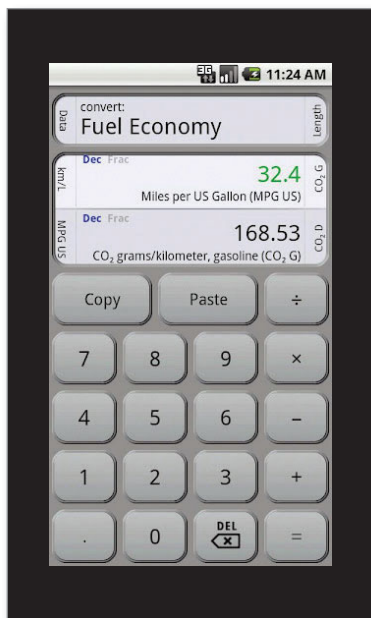 3G 11:24 AM
convert:
Data Fuel Economy Length
Dec Frac
km/L 32.4 CO₂ G
Miles per US Gallon (MPG US)
Dec Frac
MPG US 168.53 CO₂ D
CO₂ grams/kilometer, gasoline (CO₂ G)
Copy Paste ÷
7 8 9 ×
4 5 6 −
1 2 3 +
. 0 DEL =